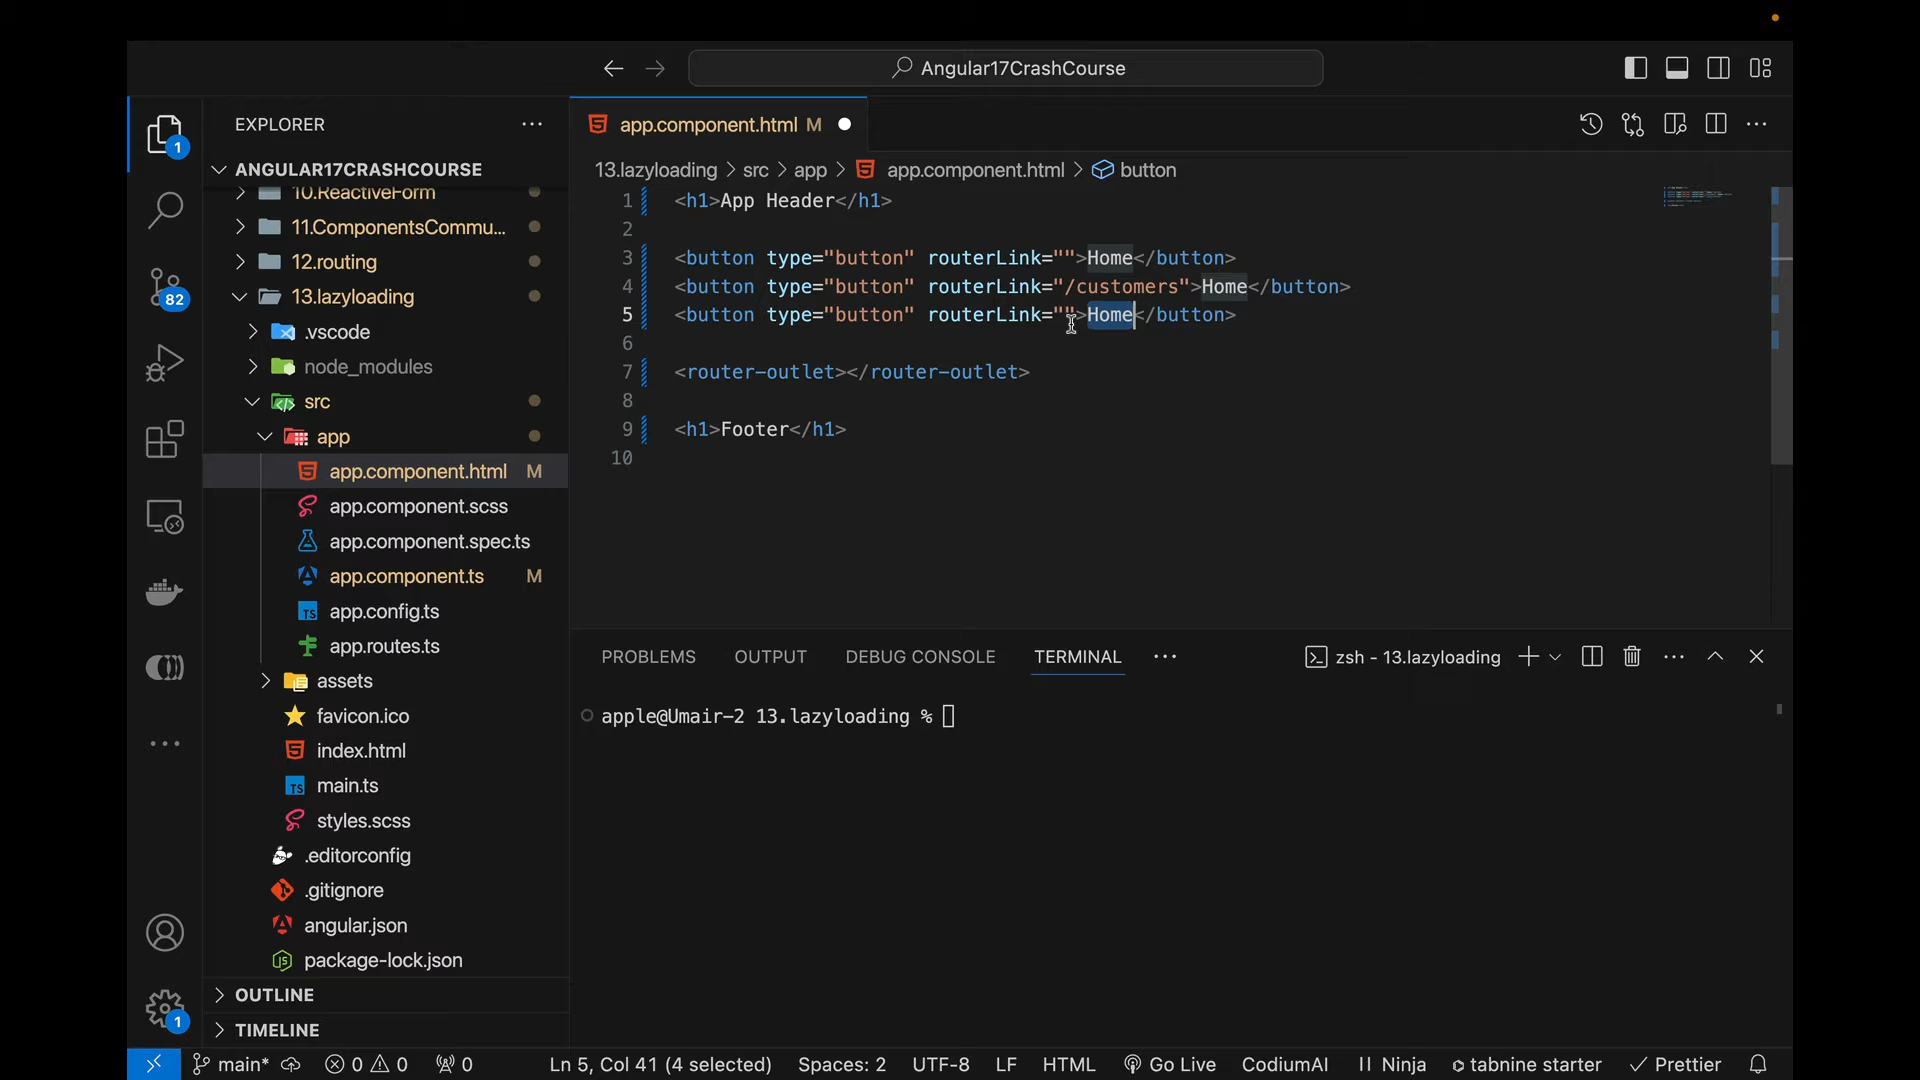 Angular17CrashCourse
EXPLORER
ANGULAR17CRASHCOURSE
10.ReactiveForm
11.ComponentsCommu...
12.routing
13.lazyloading
.vscode
node_modules
src
app
app.component.html M
app.component.scss
app.component.spec.ts
app.component.ts M
app.config.ts
app.routes.ts
assets
favicon.ico
index.html
main.ts
styles.scss
.editorconfig
.gitignore
angular.json
package-lock.json
OUTLINE
TIMELINE
1
82
1
app.component.html M
13.lazyloading > src > app > app.component.html > button
1 <h1>App Header</h1>
2
3 <button type="button" routerLink="">Home</button>
4 <button type="button" routerLink="/customers">Home</button>
5 <button type="button" routerLink="">Home</button>
6
7 <router-outlet></router-outlet>
8
9 <h1>Footer</h1>
10
PROBLEMS OUTPUT DEBUG CONSOLE TERMINAL zsh - 13.lazyloading
apple@Umair-2 13.lazyloading %
main* 0 0 0 Ln 5, Col 41 (4 selected) Spaces: 2 UTF-8 LF HTML Go Live CodiumAI Ninja tabnine starter Prettier